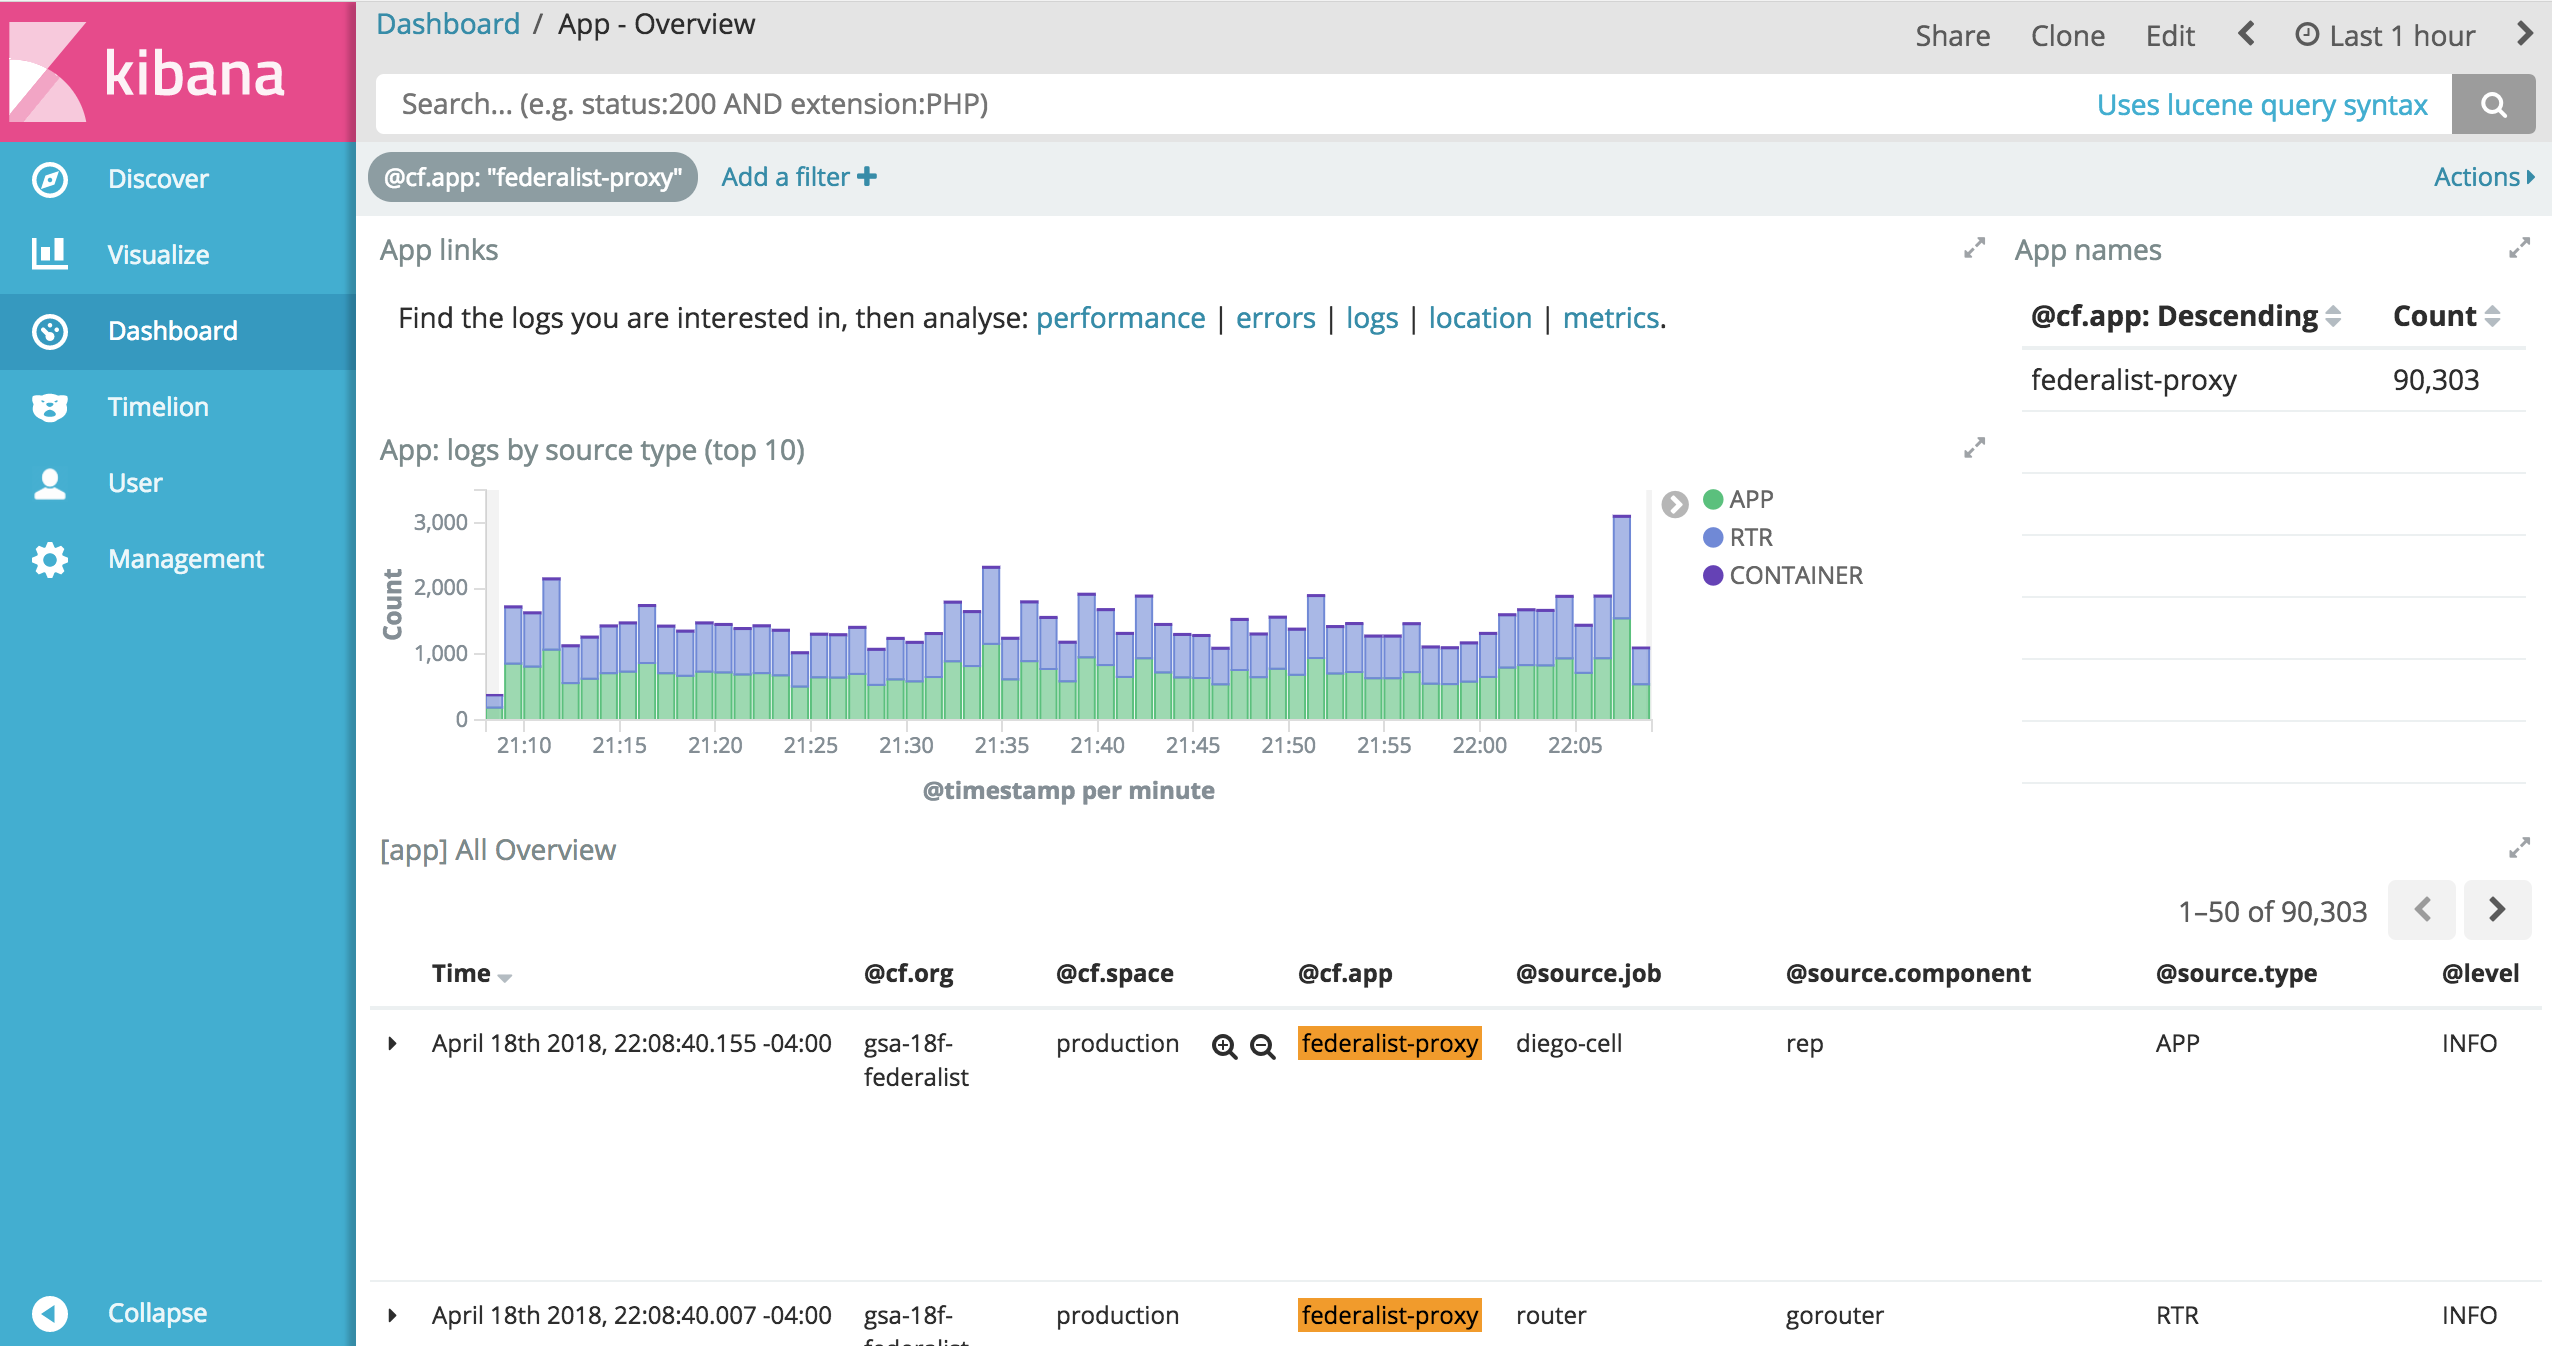 kibana
Discover
Visualize
Dashboard
Timelion
User
Management
Collapse
Dashboard / App - Overview
Share Clone Edit Last 1 hour
Search... (e.g. status:200 AND extension:PHP) Uses lucene query syntax
@cf.app: "federalist-proxy" Add a filter Actions
App links
Find the logs you are interested in, then analyse: performance | errors | logs | location | metrics.
App names
@cf.app: Descending Count
federalist-proxy 90,303
App: logs by source type (top 10)
Count
3,000
2,000
1,000
0
21:10 21:15 21:20 21:25 21:30 21:35 21:40 21:45 21:50 21:55 22:00 22:05
@timestamp per minute
APP
RTR
CONTAINER
[app] All Overview
1–50 of 90,303
Time @cf.org @cf.space @cf.app @source.job @source.component @source.type @level
April 18th 2018, 22:08:40.155 -04:00 gsa-18f- production federalist-proxy diego-cell rep APP INFO
federalist
April 18th 2018, 22:08:40.007 -04:00 gsa-18f- production federalist-proxy router gorouter RTR INFO